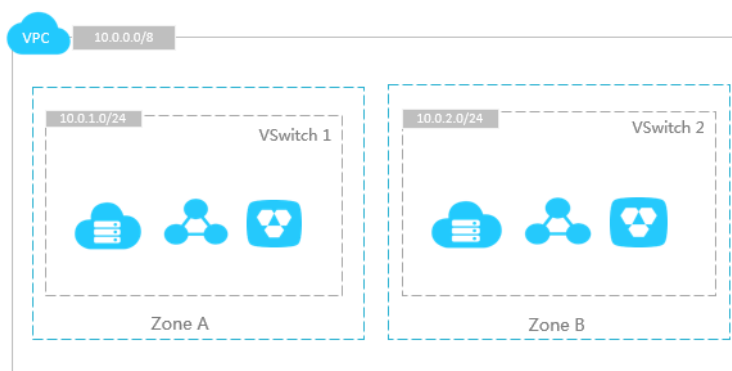 VPC
10.0.0.0/8
10.0.1.0/24
VSwitch 1
Zone A
10.0.2.0/24
VSwitch 2
Zone B